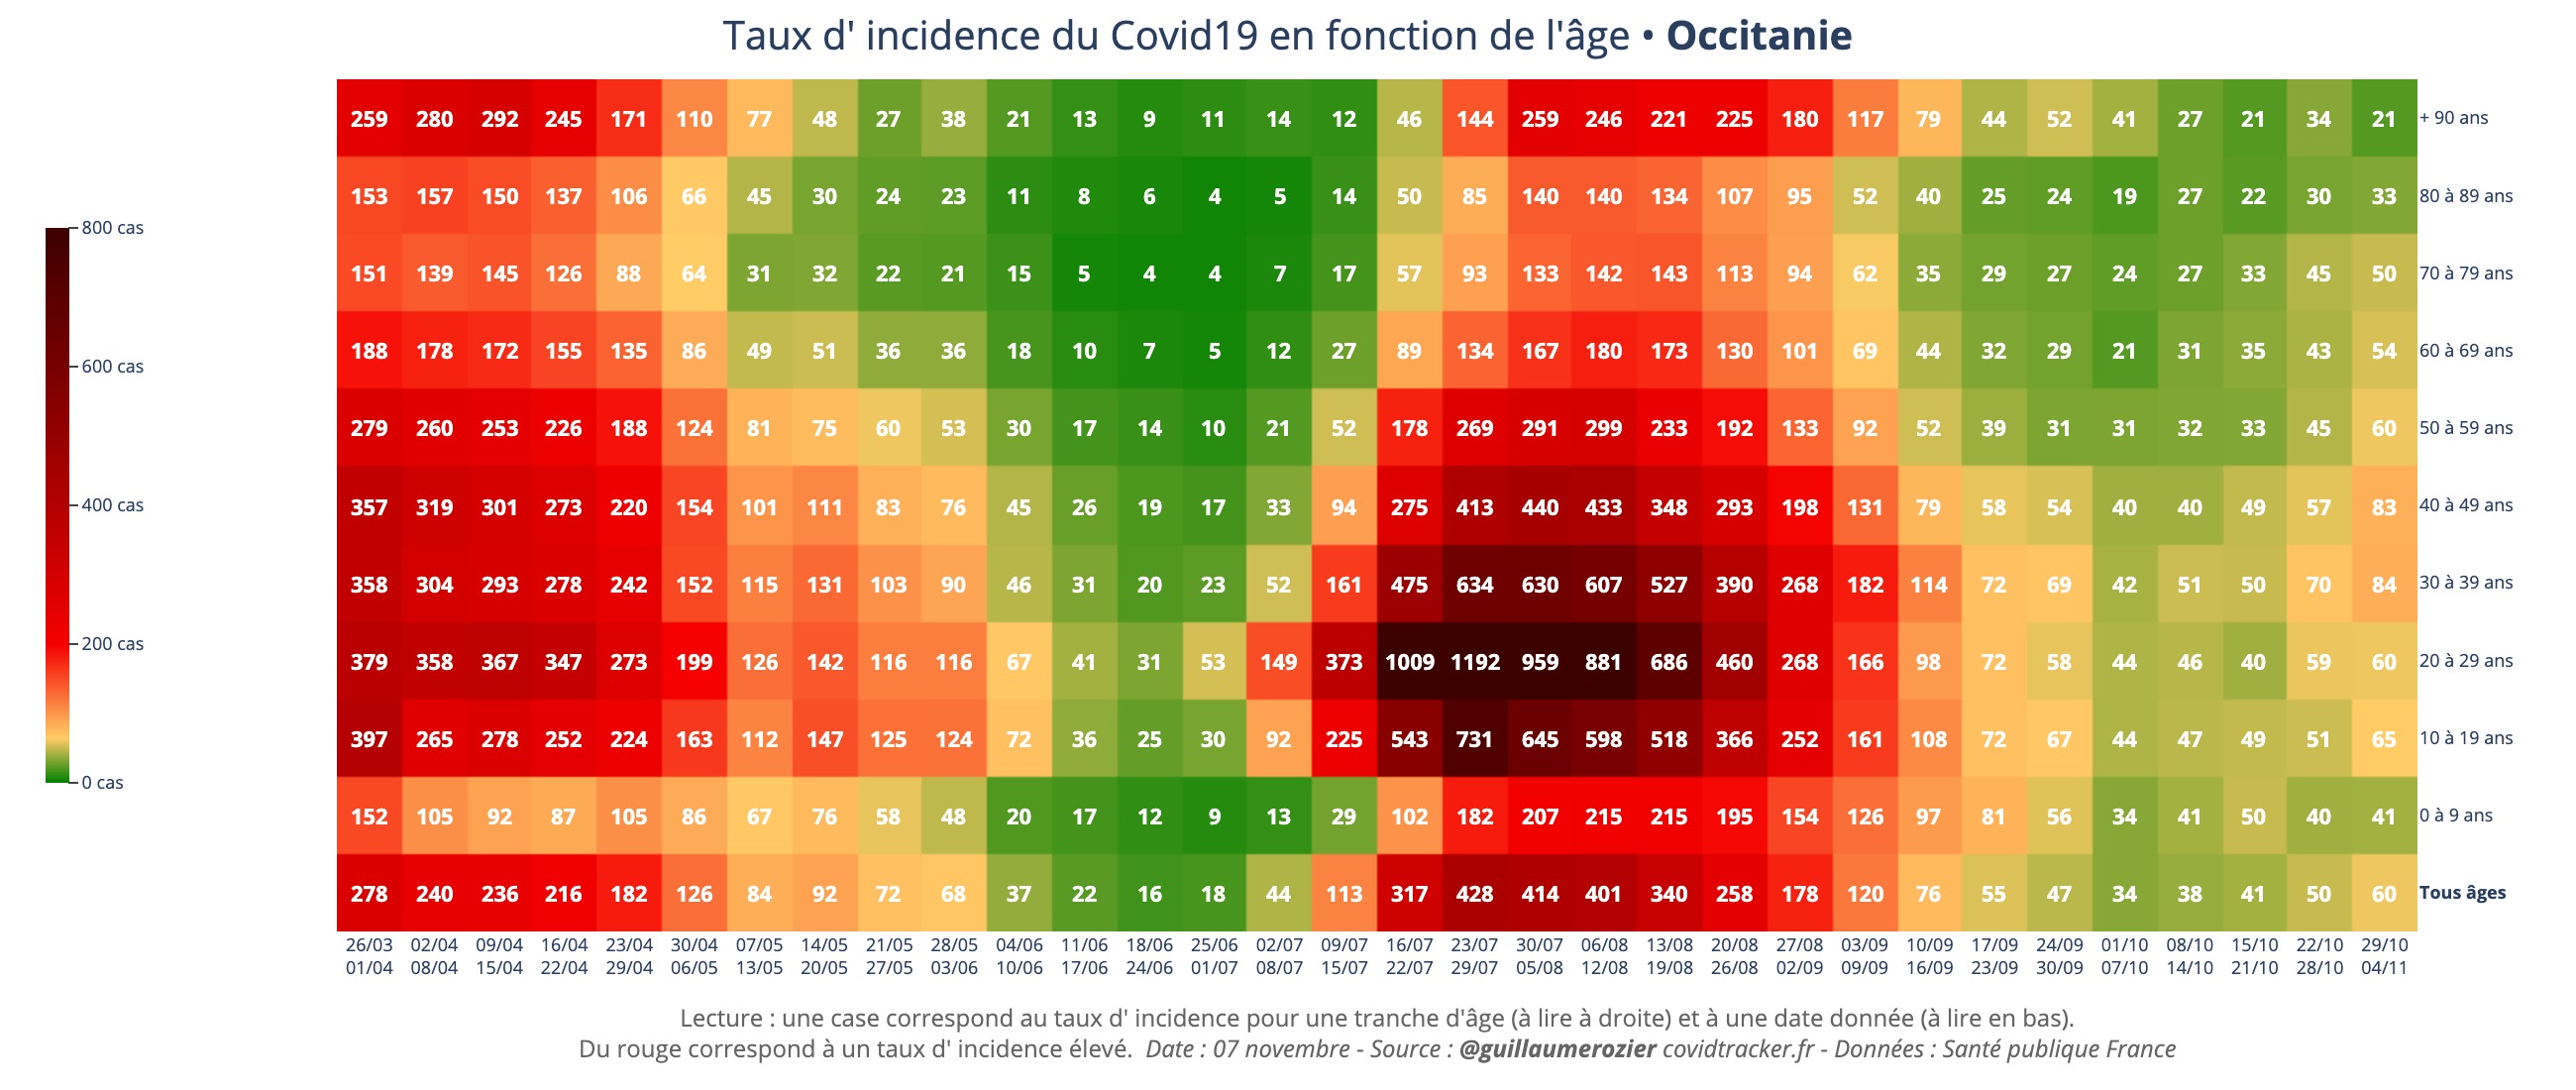 Taux d' incidence du Covid19 en fonction de l'âge • Occitanie
800 cas
600 cas
400 cas
200 cas
0 cas
259 280 292 245 171 110 77 48 27 38 21 13 9 11 14 12 46 144 259 246 221 225 180 117 79 44 52 41 27 21 34 21 + 90 ans
153 157 150 137 106 66 45 30 24 23 11 8 6 4 5 14 50 85 140 140 134 107 95 52 40 25 24 19 27 22 30 33 80 à 89 ans
151 139 145 126 88 64 31 32 22 21 15 5 4 4 7 17 57 93 133 142 143 113 94 62 35 29 27 24 27 33 45 50 70 à 79 ans
188 178 172 155 135 86 49 51 36 36 18 10 7 5 12 27 89 134 167 180 173 130 101 69 44 32 29 21 31 35 43 54 60 à 69 ans
279 260 253 226 188 124 81 75 60 53 30 17 14 10 21 52 178 269 291 299 233 192 133 92 52 39 31 31 32 33 45 60 50 à 59 ans
357 319 301 273 220 154 101 111 83 76 45 26 19 17 33 94 275 413 440 433 348 293 198 131 79 58 54 40 40 49 57 83 40 à 49 ans
358 304 293 278 242 152 115 131 103 90 46 31 20 23 52 161 475 634 630 607 527 390 268 182 114 72 69 42 51 50 70 84 30 à 39 ans
379 358 367 347 273 199 126 142 116 116 67 41 31 53 149 373 1009 1192 959 881 686 460 268 166 98 72 58 44 46 40 59 60 20 à 29 ans
397 265 278 252 224 163 112 147 125 124 72 36 25 30 92 225 543 731 645 598 518 366 252 161 108 72 67 44 47 49 51 65 10 à 19 ans
152 105 92 87 105 86 67 76 58 48 20 17 12 9 13 29 102 182 207 215 215 195 154 126 97 81 56 34 41 50 40 41 0 à 9 ans
278 240 236 216 182 126 84 92 72 68 37 22 16 18 44 113 317 428 414 401 340 258 178 120 76 55 47 34 38 41 50 60 Tous âges
26/03 02/04 09/04 16/04 23/04 30/04 07/05 14/05 21/05 28/05 04/06 11/06 18/06 25/06 02/07 09/07 16/07 23/07 30/07 06/08 13/08 20/08 27/08 03/09 10/09 17/09 24/09 01/10 08/10 15/10 22/10 29/10
01/04 08/04 15/04 22/04 29/04 06/05 13/05 20/05 27/05 03/06 10/06 17/06 24/06 01/07 08/07 15/07 22/07 29/07 05/08 12/08 19/08 26/08 02/09 09/09 16/09 23/09 30/09 07/10 14/10 21/10 28/10 04/11
Lecture : une case correspond au taux d' incidence pour une tranche d'âge (à lire à droite) et à une date donnée (à lire en bas).
Du rouge correspond à un taux d' incidence élevé. Date : 07 novembre - Source : @guillaumerozier covidtracker.fr - Données : Santé publique France